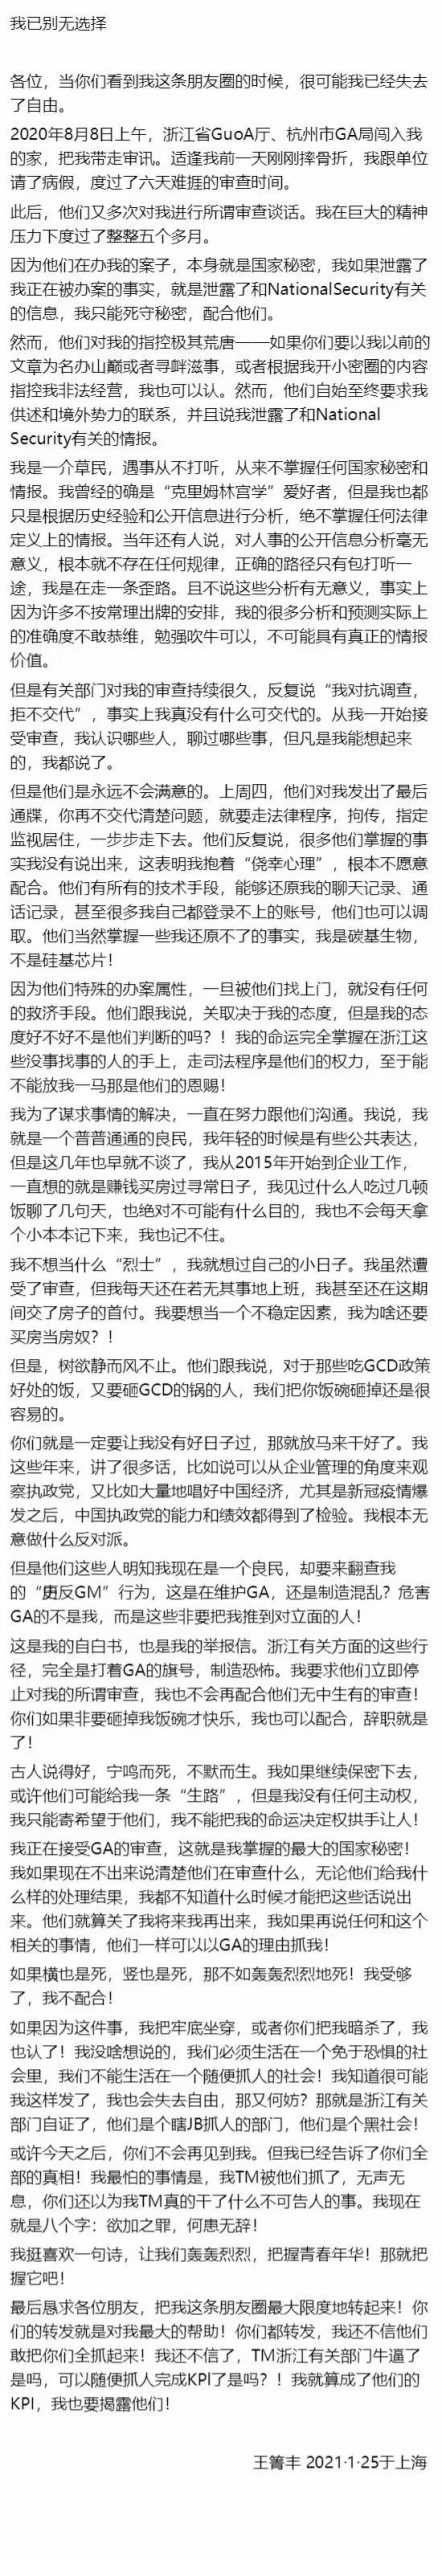 我已别无选择
各位，当你们看到我这条朋友圈的时候，很可能我已经失去
了自由。
2020年8月8日上午，浙江省GuoA厅、杭州市GA局闯入我
的家，把我带走审讯。适逢我前一天刚刚摔骨折，我跟单位
请了病假，度过了六天难捱的审查时间。
此后，他们又多次对我进行所谓审查谈话。我在巨大的精神
压力下度过了整整五个多月。
因为他们在办我的案子，本身就是国家秘密，我如果泄露了
我正在被办案的事实，就是泄露了和NationalSecurity有关
的信息，我只能死守秘密，配合他们。
然而，他们对我的指控极其荒唐——如果你们要以我以前的
文章为名办山巅或者寻衅滋事，或者根据我开小密圈的内容
指控我非法经营，我也可以认。然而，他们自始至终要求我
供述和境外势力的联系，并且说我泄露了和National
Security有关的情报。
我是一介草民，遇事从不打听，从来不掌握任何国家秘密和
情报。我曾经的确是“克里姆林宫学”爱好者，但是我也都
只是根据历史经验和公开信息进行分析，绝不掌握任何法律
定义上的情报。当年还有人说，对人事的公开信息分析毫无
意义，根本就不存在任何规律，正确的路径只有包打听一
途，我是在走一条歪路。且不说这些分析有无意义，事实上
因为许多不按常理出牌的安排，我的很多分析和预测实际上
的准确度不敢恭维，勉强吹牛可以，不可能具有真正的情报
价值。
但是有关部门对我的审查持续很久，反复说“我对抗调查，
拒不交代”，事实上我真没有什么可交代的。从我一开始接
受审查，我认识哪些人，聊过哪些事，但凡是我能想起来
的，我都说了。
但是他们是永远不会满意的。上周四，他们对我发出了最后
通牒，你再不交代清楚问题，就要走法律程序，拘传，指定
监视居住，一步步走下去。他们反复说，很多他们掌握的事
实我没有说出来，这表明我抱着“侥幸心理”，根本不愿意
配合。他们有所有的技术手段，能够还原我的聊天记录、通
话记录，甚至很多我自己都登录不上的账号，他们也可以调
取。他们当然掌握一些我还原不了的事实，我是碳基生物，
不是硅基芯片！
因为他们特殊的办案属性，一旦被他们找上门，就没有任何
的救济手段。他们跟我说，关取决于我的态度，但是我的态
度好不好不是他们判断的吗？！我的命运完全掌握在浙江这
些没事找事的人的手上，走司法程序是他们的权力，至于能
不能放我一马那是他们的恩赐！
我为了谋求事情的解决，一直在努力跟他们沟通。我说，我
就是一个普普通通的良民，我年轻的时候是有些公共表达，
但是这几年也早就不谈了，我从2015年开始到企业工作，
一直想的就是赚钱买房过寻常日子，我见过什么人吃过几顿
饭聊了几句天，也绝对不可能有什么目的，我也不会每天拿
个小本本记下来，我也记不住。
我不想当什么“烈士”，我就想过自己的小日子。我虽然遭
受了审查，但我每天还在若无其事地上班，我甚至还在这期
间交了房子的首付。我要想当一个不稳定因素，我为啥还要
买房当房奴？！
但是，树欲静而风不止。他们跟我说，对于那些吃GCD政策
好处的饭，又要砸GCD的锅的人，我们把你饭碗砸掉还是很
容易的。
你们就是一定要让我没有好日子过，那就放马来干好了。我
这些年来，讲了很多话，比如说可以从企业管理的角度来观
察执政党，又比如大量地唱好中国经济，尤其是新冠疫情爆
发之后，中国执政党的能力和绩效都得到了检验。我根本无
意做什么反对派。
但是他们这些人明知我现在是一个良民，却要来翻查我
的“历反GM”行为，这是在维护GA，还是制造混乱？危害
GA的不是我，而是这些非要把我推到对立面的人！
这是我的自白书，也是我的举报信。浙江有关方面的这些行
径，完全是打着GA的旗号，制造恐怖。我要求他们立即停
止对我的所谓审查，我也不会再配合他们无中生有的审查！
你们如果非要砸掉我饭碗才快乐，我也可以配合，辞职就是
了！
古人说得好，宁鸣而死，不默而生。我如果继续保密下去，
或许他们可能给我一条“生路”，但是我没有任何主动权，
我只能寄希望于他们，我不能把我的命运决定权拱手让人！
我正在接受GA的审查，这就是我掌握的最大的国家秘密！
我如果现在不出来说清楚他们在审查什么，无论他们给我什
么样的处理结果，我都不知道什么时候才能把这些话说出
来。他们就算关了我将来我再出来，我如果再说任何和这个
相关的事情，他们一样可以以GA的理由抓我！
如果横也是死，竖也是死，那不如轰轰烈烈地死！我受够
了，我不配合！
如果因为这件事，我把牢底坐穿，或者你们把我暗杀了，我
也认了！我没啥想说的，我们必须生活在一个免于恐惧的社
会里，我们不能生活在一个随便抓人的社会！我知道很可能
我这样发了，我也会失去自由，那又何妨？那就是浙江有关
部门自证了，他们是个瞎JB抓人的部门，他们是个黑社会！
或许今天之后，你们不会再见到我。但我已经告诉了你们全
部的真相！我最怕的事情是，我TM被他们抓了，无声无
息，你们还以为我TM真的干了什么不可告人的事。我现在
就是八个字：欲加之罪，何患无辞！
我挺喜欢一句诗，让我们轰轰烈烈，把握青春年华！那就把
握它吧！
最后恳求各位朋友，把我这条朋友圈最大限度地转起来！你
们的转发就是对我最大的帮助！你们都转发，我还不信他们
敢把你们全抓起来！我还不信了，TM浙江有关部门牛逼了
是吗，可以随便抓人完成KPI了是吗？！我就算成了他们的
KPI，我也要揭露他们！
王箐丰 2021·1·25于上海